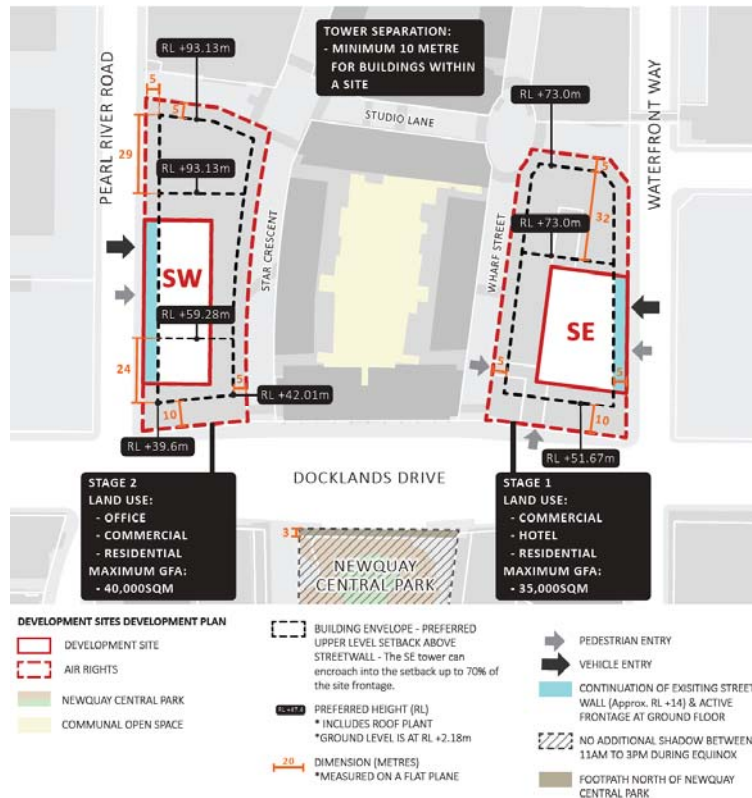 TOWER SEPARATION:
- MINIMUM 10 METRE
FOR BUILDINGS WITHIN
A SITE
RL +93.13m
PEARL RIVER ROAD
5
5
29
RL +93.13m
STUDIO LANE
RL +73.0m
WATERFRONT WAY
5
32
RL +73.0m
STAR CRESCENT
WHARF STREET
SW
SE
RL +59.28m
24
5
RL +42.01m
10
RL +39.6m
5
5
10
RL +51.67m
DOCKLANDS DRIVE
STAGE 2
LAND USE:
- OFFICE
- COMMERCIAL
- RESIDENTIAL
MAXIMUM GFA:
- 40,000SQM
3
NEWQUAY
CENTRAL PARK
STAGE 1
LAND USE:
- COMMERCIAL
- HOTEL
- RESIDENTIAL
MAXIMUM GFA:
- 35,000SQM
DEVELOPMENT SITES DEVELOPMENT PLAN
DEVELOPMENT SITE
AIR RIGHTS
NEWQUAY CENTRAL PARK
COMMUNAL OPEN SPACE
BUILDING ENVELOPE - PREFERRED
UPPER LEVEL SETBACK ABOVE
STREETWALL - The SE tower can
encroach into the setback up to 70% of
the site frontage.
PREFERRED HEIGHT (RL)
* INCLUDES ROOF PLANT
*GROUND LEVEL IS AT RL +2.18m
20
DIMENSION (METRES)
*MEASURED ON A FLAT PLANE
PEDESTRIAN ENTRY
VEHICLE ENTRY
CONTINUATION OF EXISITING STREET
WALL (Approx. RL +14) & ACTIVE
FRONTAGE AT GROUND FLOOR
NO ADDITIONAL SHADOW BETWEEN
11AM TO 3PM DURING EQUINOX
FOOTPATH NORTH OF NEWQUAY
CENTRAL PARK